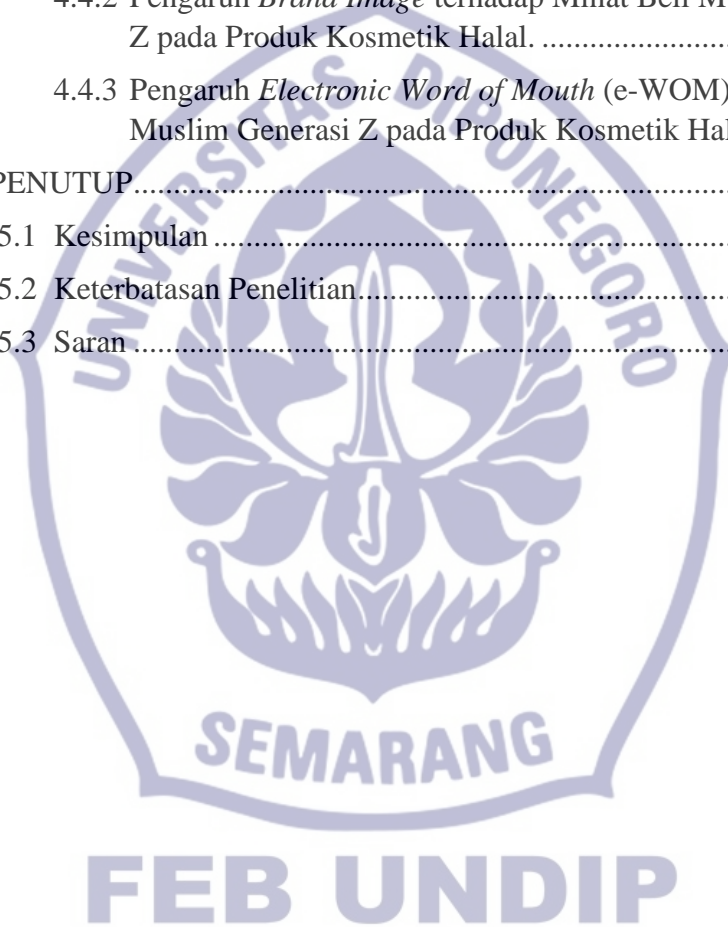 4.4.2 Pengaruh Brand Image terhadap Minat Beli M
Z pada Produk Kosmetik Halal. ........................
4.4.3 Pengaruh Electronic Word of Mouth (e-WOM)
Muslim Generasi Z pada Produk Kosmetik Hal
PENUTUP........................................................................
5.1 Kesimpulan ..............................................................
5.2 Keterbatasan Penelitian.............................................
5.3 Saran ........................................................................
UNIVERSITAS DIPONEGORO
SEMARANG
FEB UNDIP